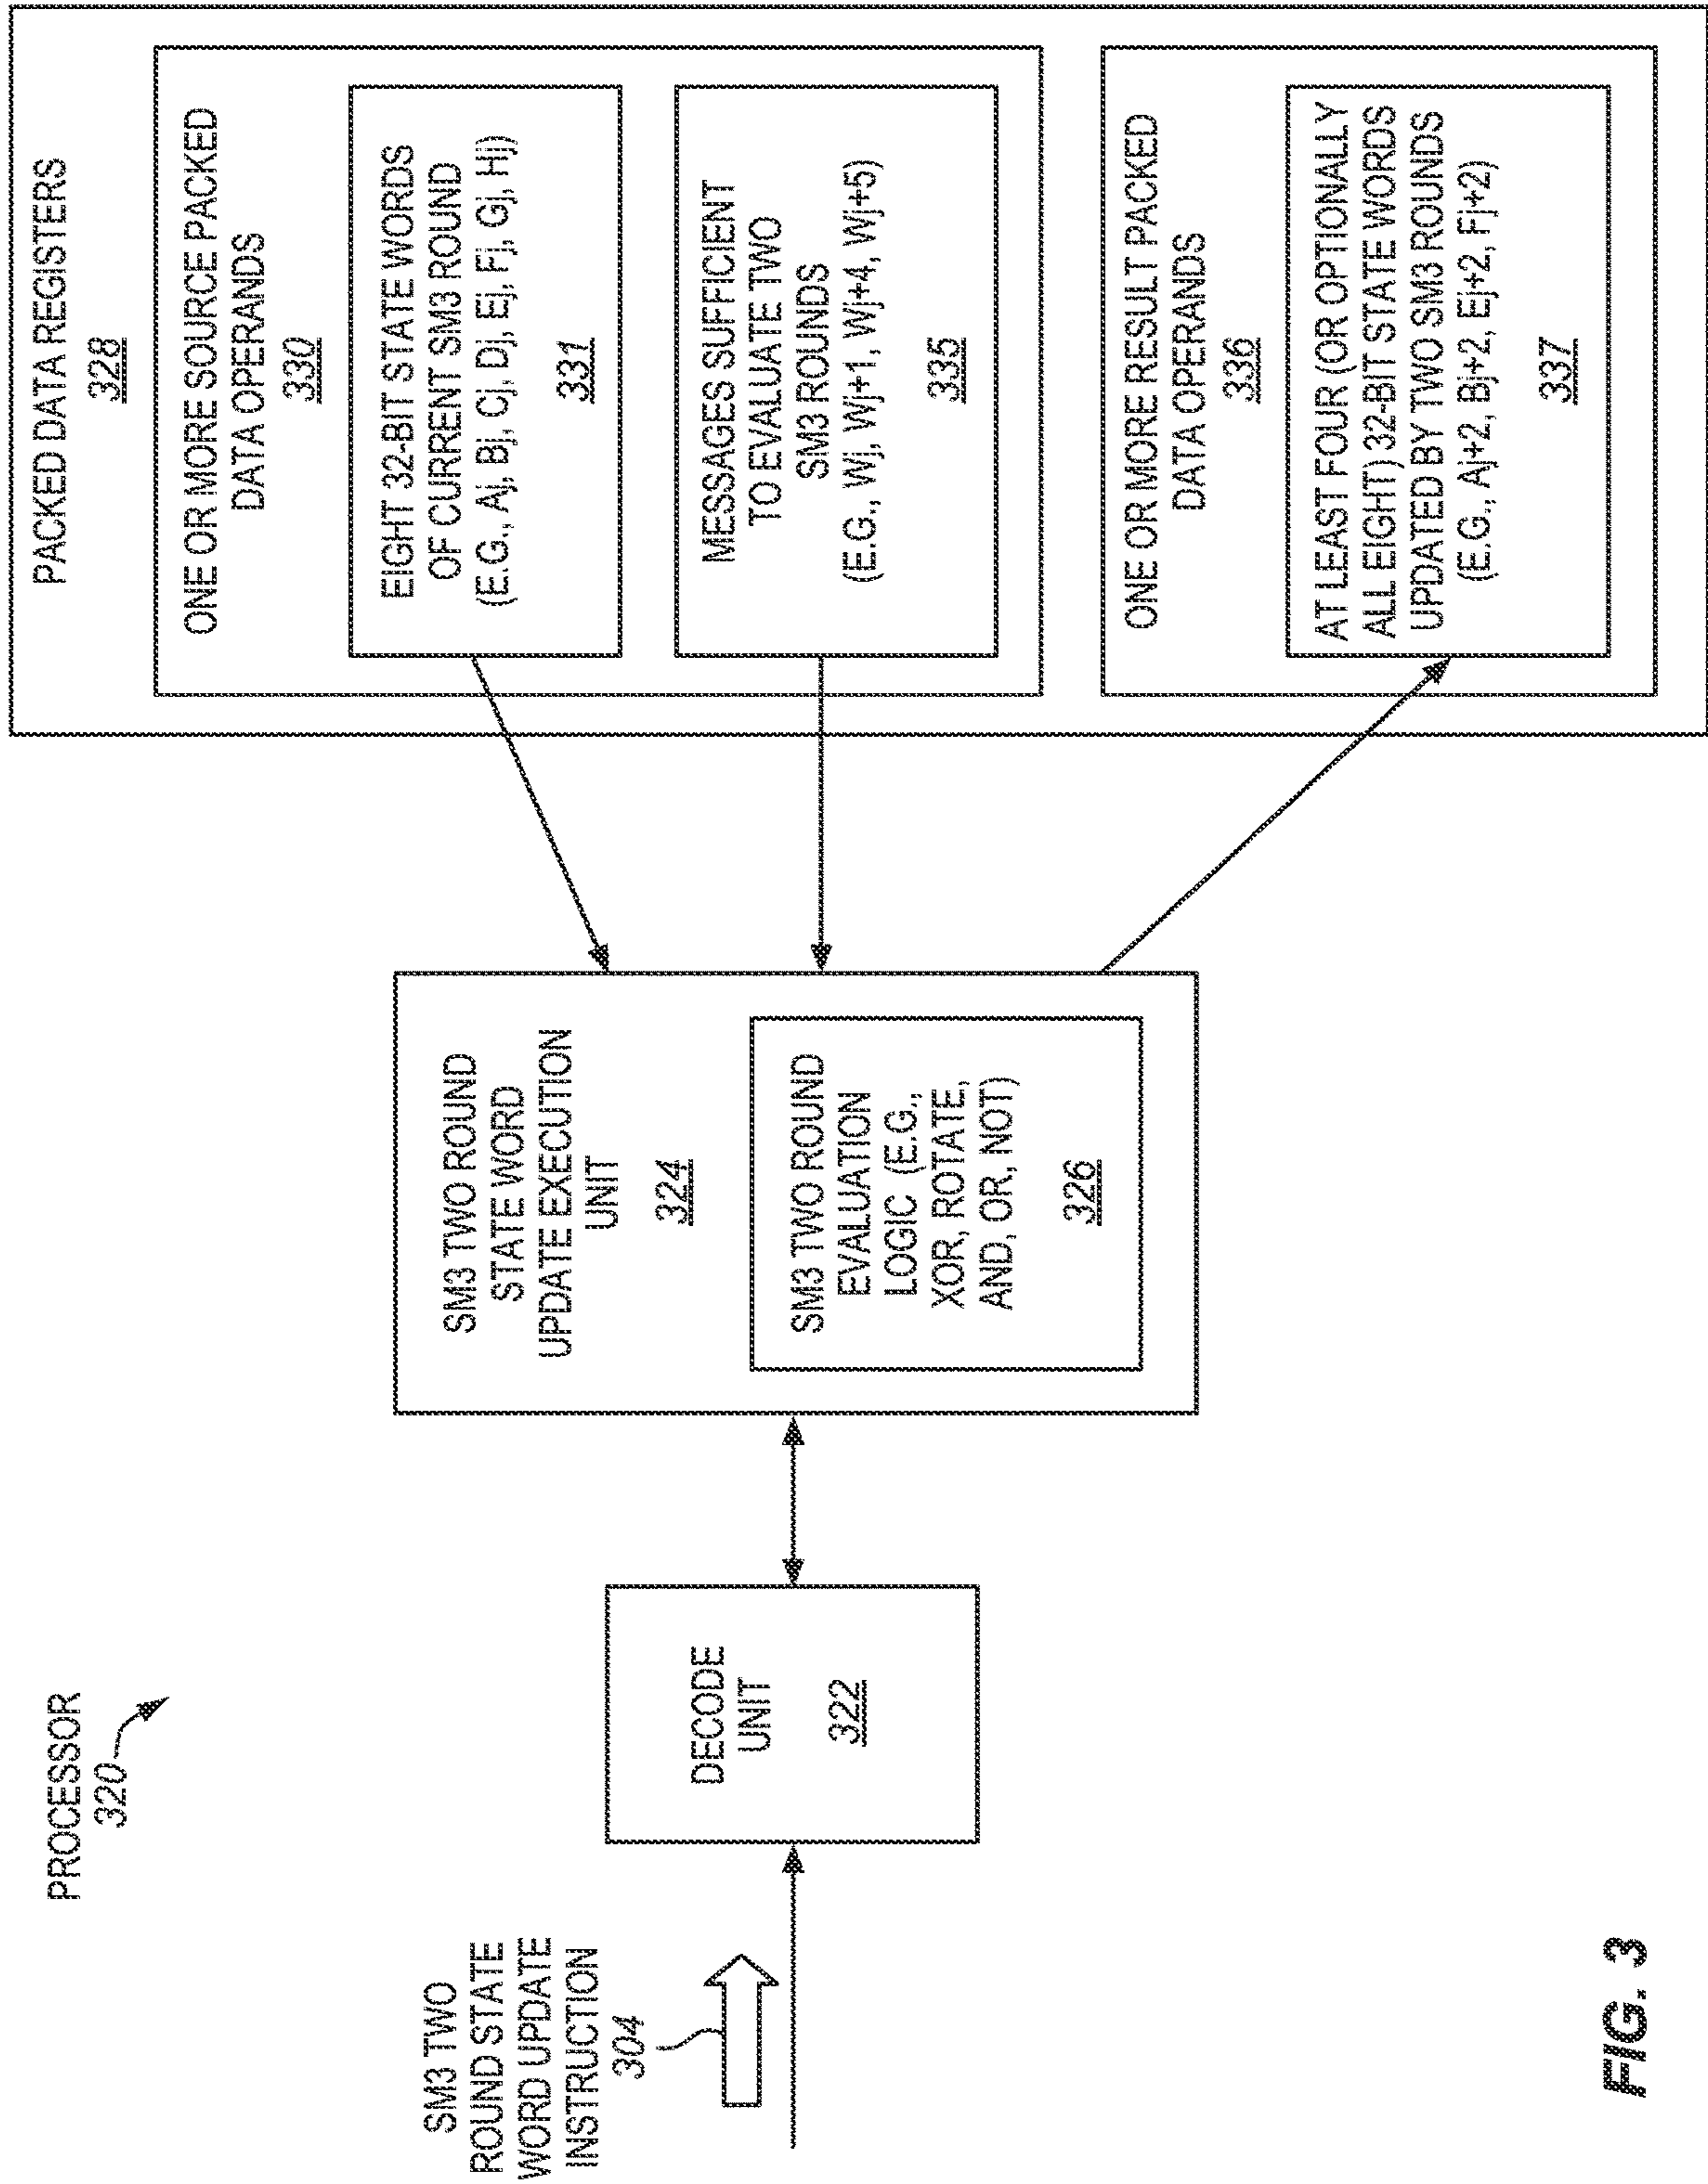 PROCESSOR
320
SM3 TWO
ROUND STATE
WORD UPDATE
INSTRUCTION
304
DECODE
UNIT
322
SM3 TWO ROUND
STATE WORD
UPDATE EXECUTION
UNIT
324
SM3 TWO ROUND
EVALUATION
LOGIC (E.G.,
XOR, ROTATE,
AND, OR, NOT)
326
PACKED DATA REGISTERS
328
ONE OR MORE SOURCE PACKED
DATA OPERANDS
330
EIGHT 32-BIT STATE WORDS
OF CURRENT SM3 ROUND
(E.G., Aj, Bj, Cj, Dj, Ej, Fj, Gj, Hj)
331
MESSAGES SUFFICIENT
TO EVALUATE TWO
SM3 ROUNDS
(E.G., Wj, Wj+1, Wj+4, Wj+5)
335
ONE OR MORE RESULT PACKED
DATA OPERANDS
336
AT LEAST FOUR (OR OPTIONALLY
ALL EIGHT) 32-BIT STATE WORDS
UPDATED BY TWO SM3 ROUNDS
(E.G., Aj+2, Bj+2, Ej+2, Fj+2)
337
FIG. 3